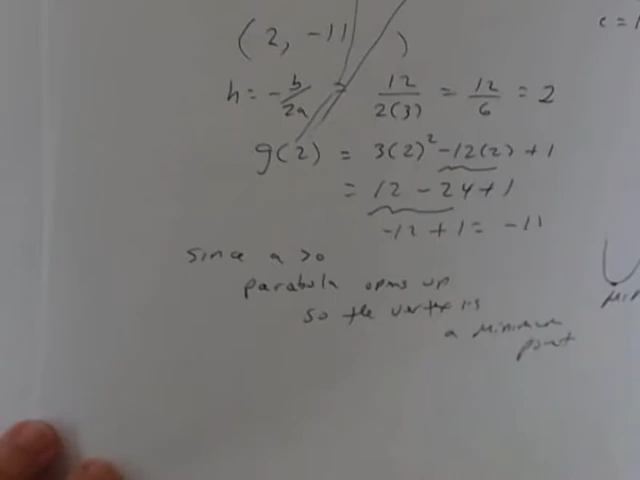 (2, -11)
c = 1
h = -b/2a = 12/2(3) = 12/6 = 2
g(2) = 3(2)² - 12(2) + 1
= 12 - 24 + 1
-12 + 1 = -11
since a > 0
parabola opens up
so the vertex is
a minimum
point